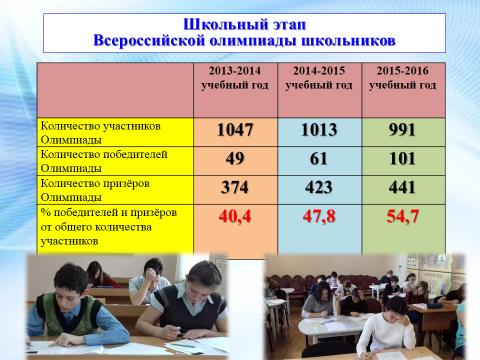 Школьный этап
Всероссийской олимпиады школьников
2013-2014 2014-2015 2015-2016
учебный год учебный год учебный год
Количество участников
Олимпиады
1047 1013 991
Количество победителей
Олимпиады
49 61 101
Количество призёров
Олимпиады
374 423 441
% победителей и призёров
от общего количества
участников
40,4 47,8 54,7